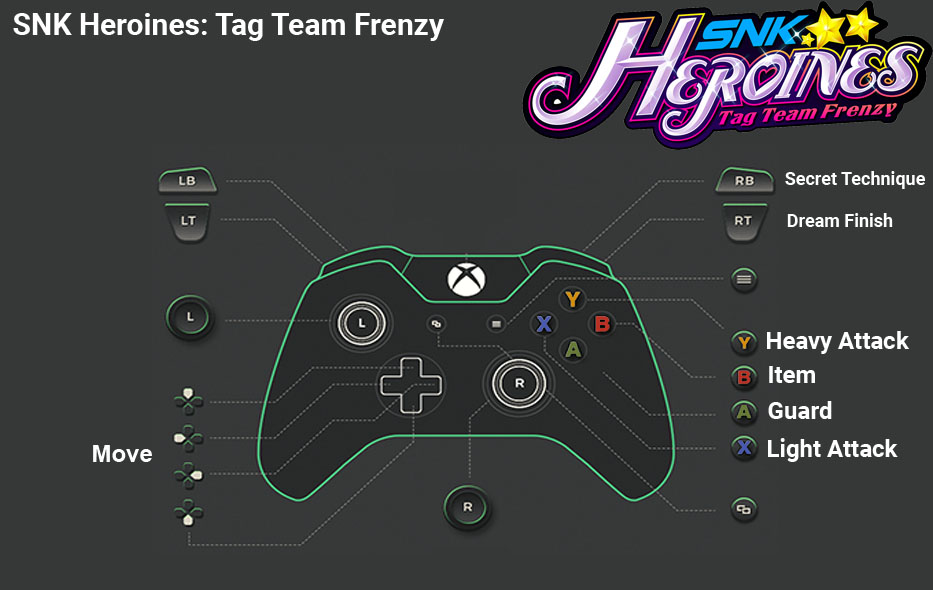 SNK Heroines: Tag Team Frenzy
SNK
HEROINES
Tag Team Frenzy
LB
RB Secret Technique
LT
RT Dream Finish
L
L
Y
X
B
A
R
Y Heavy Attack
B Item
A Guard
X Light Attack
Move
R